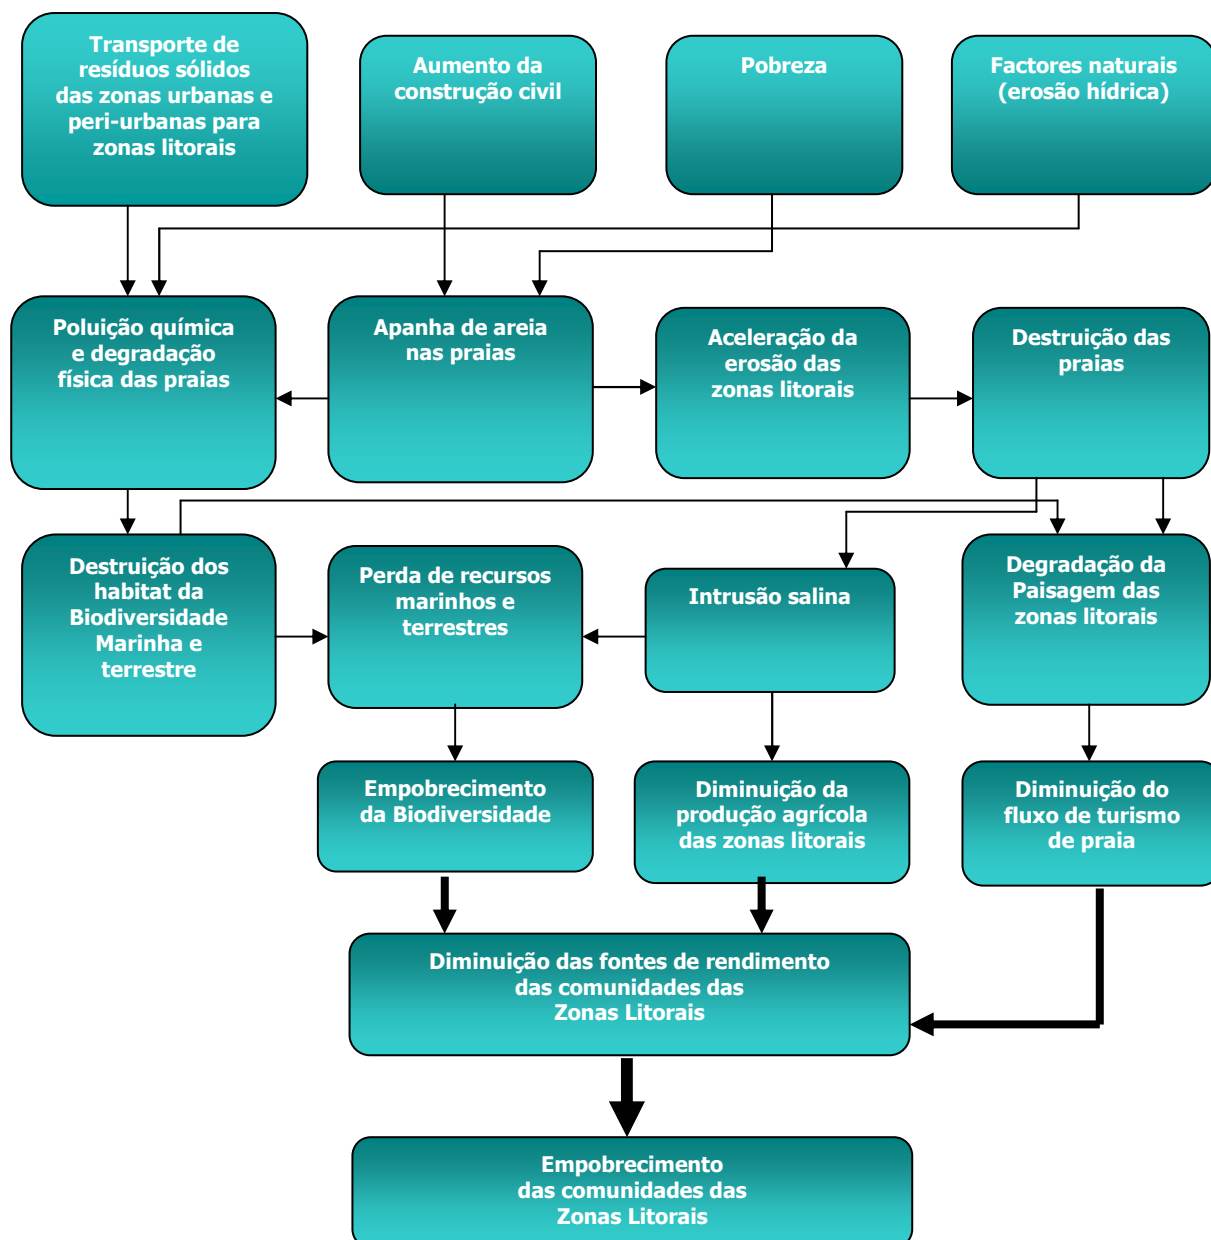 Transporte de
resíduos sólidos
das zonas urbanas e
peri-urbanas para
zonas litorais
Aumento da
construção civil
Pobreza
Factores naturais
(erosão hídrica)
Poluição química
e degradação
física das praias
Apanha de areia
nas praias
Aceleração da
erosão das
zonas litorais
Destruição das
praias
Destruição dos
habitat da
Biodiversidade
Marinha e
terrestre
Perda de recursos
marinhos e
terrestres
Intrusão salina
Degradação da
Paisagem das
zonas litorais
Empobrecimento
da Biodiversidade
Diminuição da
produção agrícola
das zonas litorais
Diminuição do
fluxo de turismo
de praia
Diminuição das fontes de rendimento
das comunidades das
Zonas Litorais
Empobrecimento
das comunidades das
Zonas Litorais